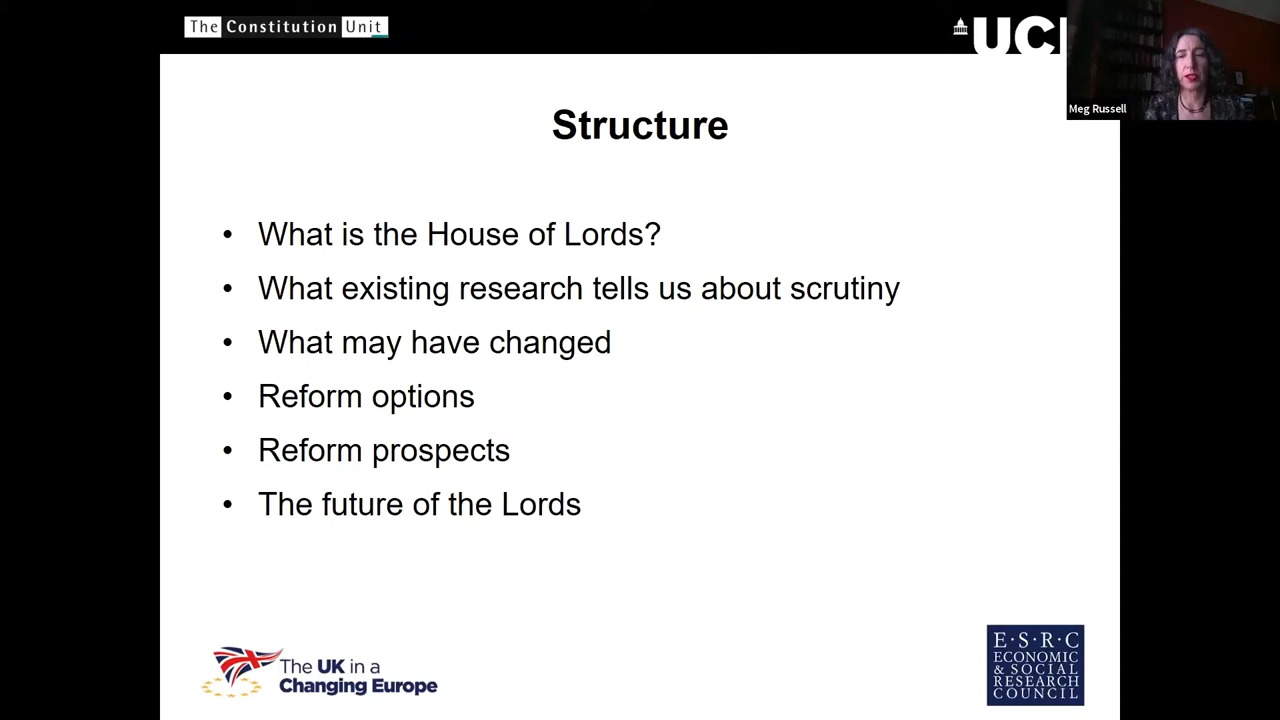 The Constitution Unit
UC
Meg Russell
Structure
• What is the House of Lords?
• What existing research tells us about scrutiny
• What may have changed
• Reform options
• Reform prospects
• The future of the Lords
The UK in a
Changing Europe
E·S·R·C
ECONOMIC
& SOCIAL
RESEARCH
COUNCIL